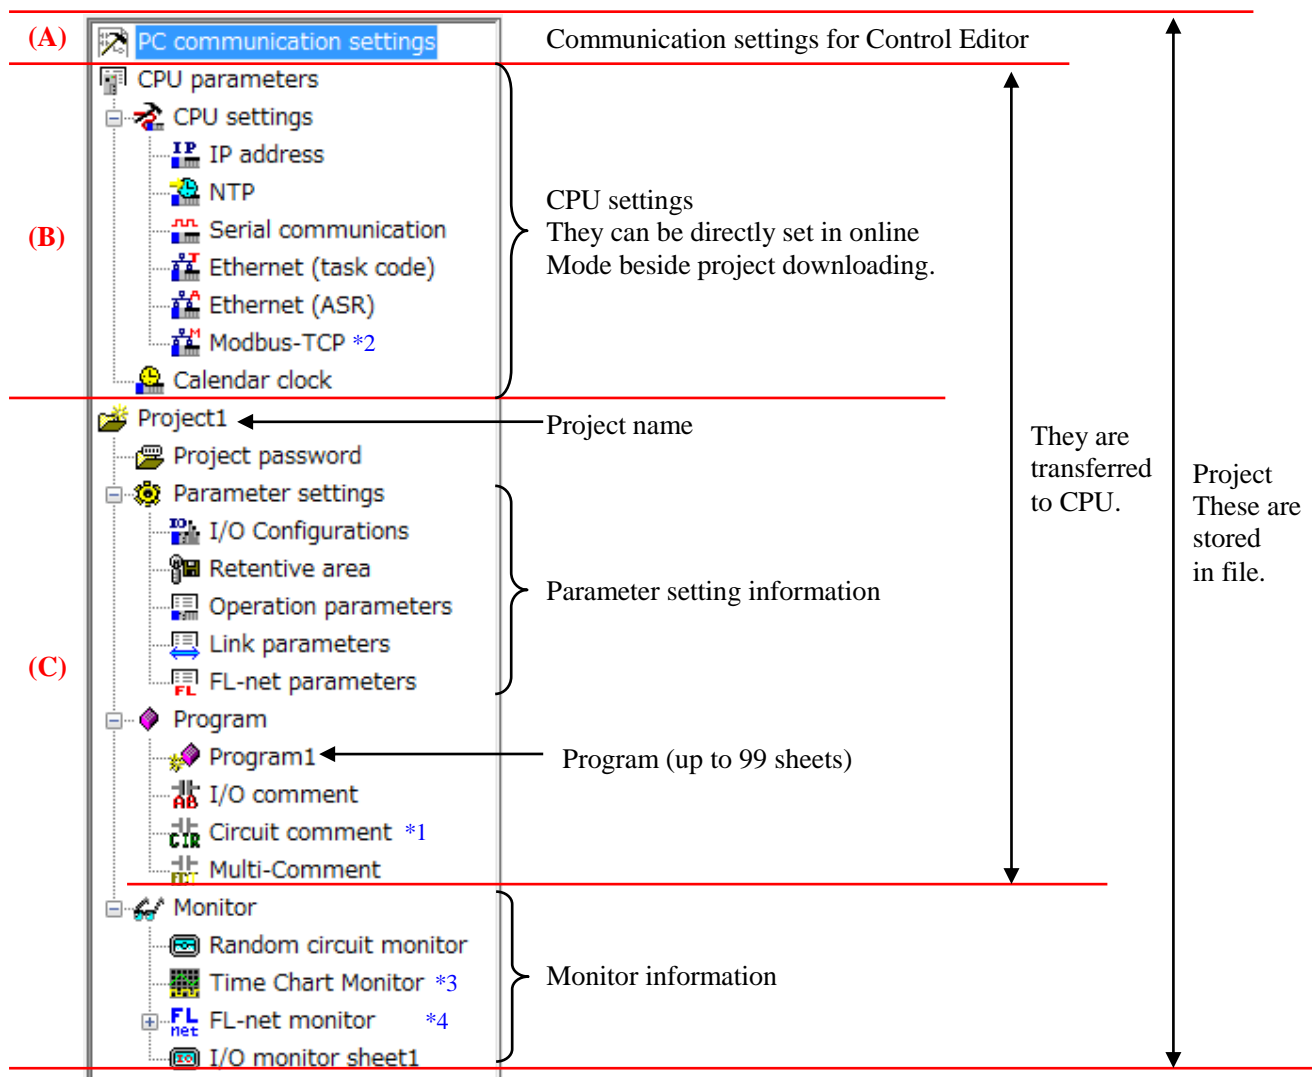 (A) PC communication settings Communication settings for Control Editor
CPU parameters
CPU settings
IP address
NTP
Serial communication
Ethernet (task code)
Ethernet (ASR)
Modbus-TCP *2
Calendar clock
(B)
CPU settings
They can be directly set in online
Mode beside project downloading.
Project1
Project name
Project password
Parameter settings
I/O Configurations
Retentive area
Operation parameters
Link parameters
FL-net parameters
Parameter setting information
(C)
Program
Program1
Program (up to 99 sheets)
I/O comment
Circuit comment *1
Multi-Comment
They are
transferred
to CPU.
Project
These are
stored
in file.
Monitor
Random circuit monitor
Time Chart Monitor *3
FL-net monitor *4
I/O monitor sheet1
Monitor information